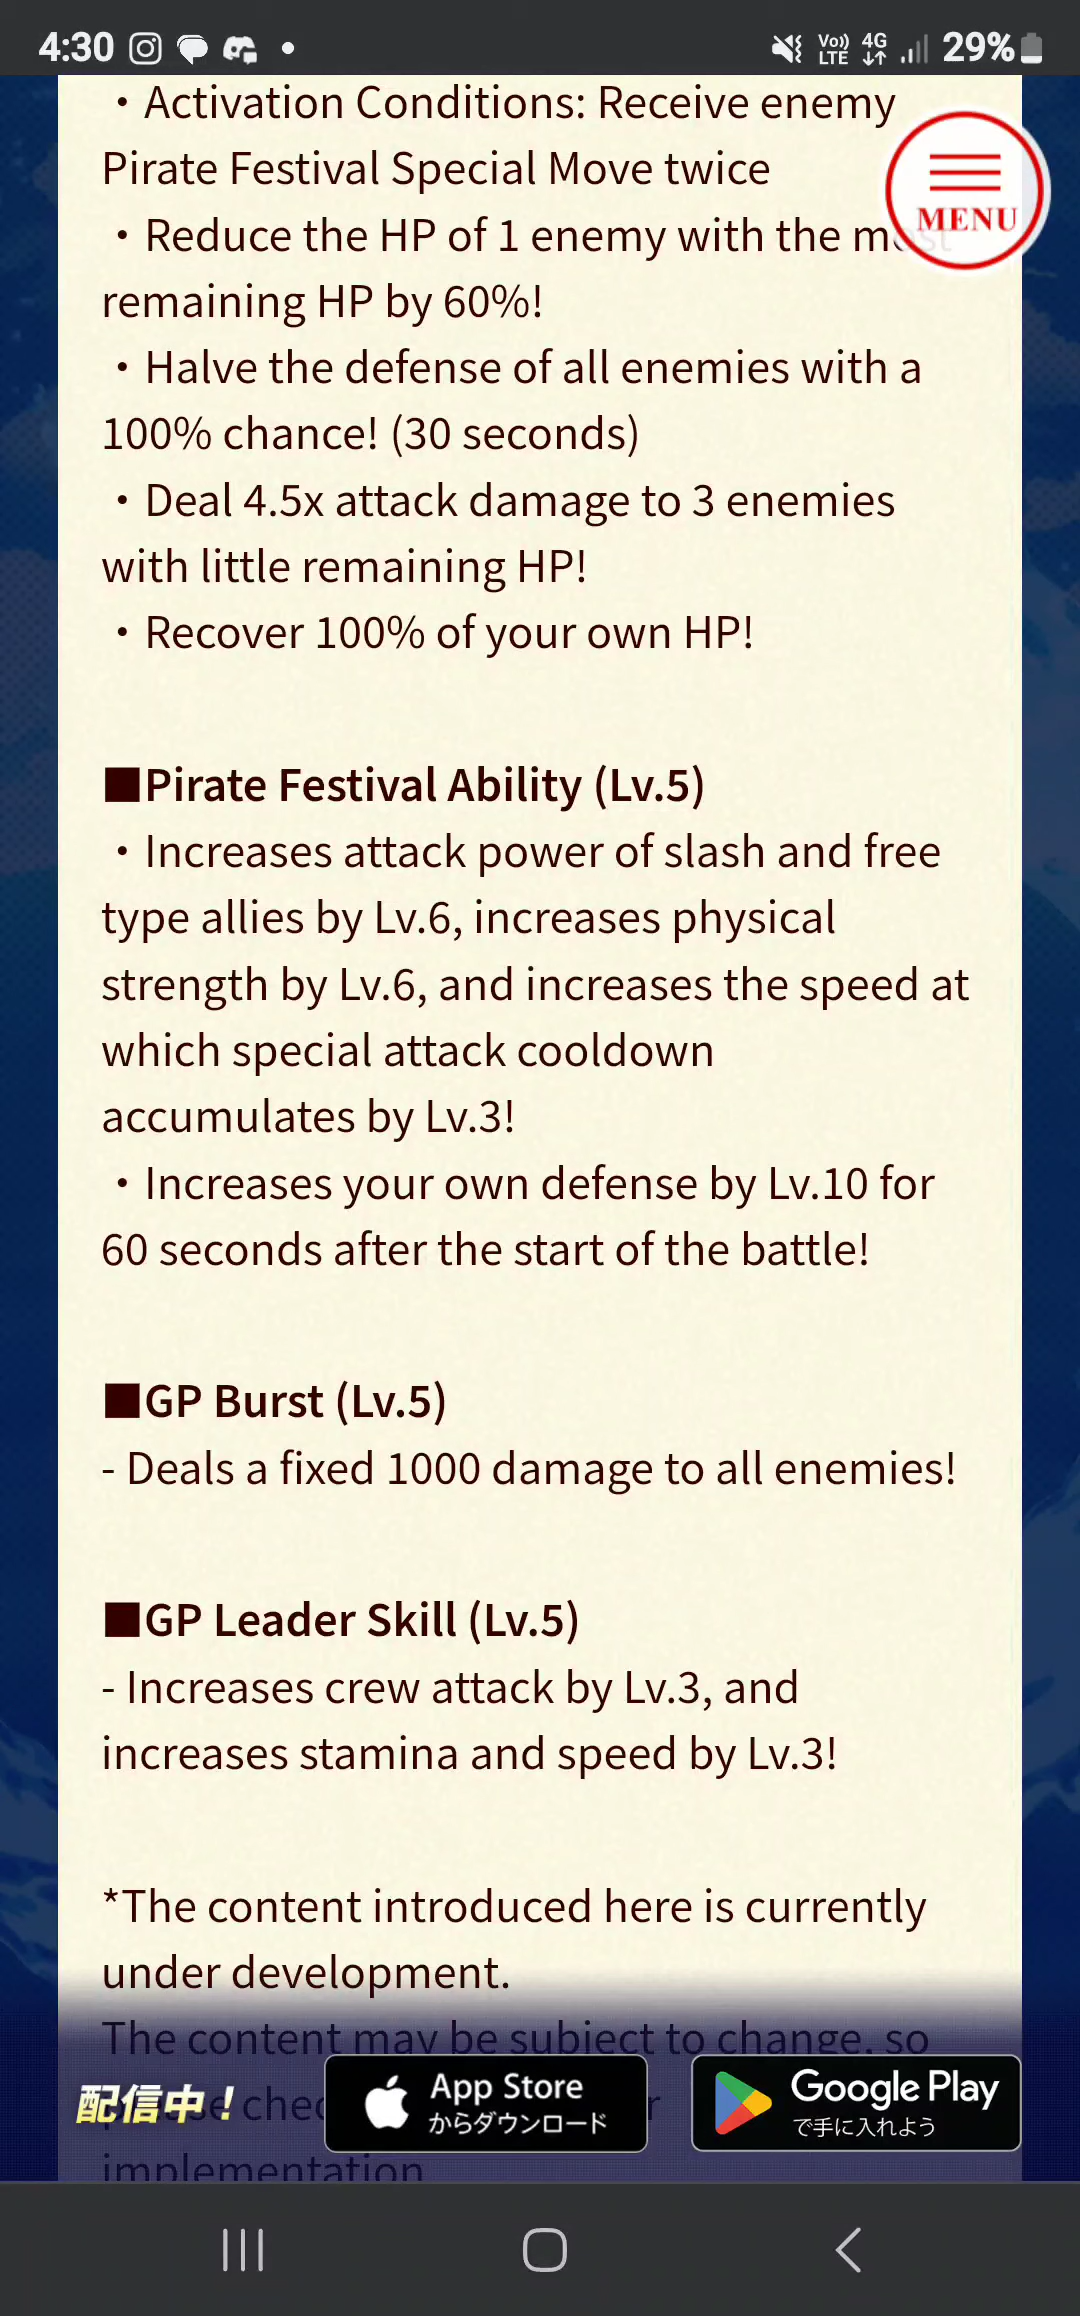 4:30
Vo)) LTE 4G 29%
・Activation Conditions: Receive enemy
Pirate Festival Special Move twice
MENU
・Reduce the HP of 1 enemy with the most
remaining HP by 60%!
・Halve the defense of all enemies with a
100% chance! (30 seconds)
・Deal 4.5x attack damage to 3 enemies
with little remaining HP!
・Recover 100% of your own HP!
■Pirate Festival Ability (Lv.5)
・Increases attack power of slash and free
type allies by Lv.6, increases physical
strength by Lv.6, and increases the speed at
which special attack cooldown
accumulates by Lv.3!
・Increases your own defense by Lv.10 for
60 seconds after the start of the battle!
■GP Burst (Lv.5)
- Deals a fixed 1000 damage to all enemies!
■GP Leader Skill (Lv.5)
- Increases crew attack by Lv.3, and
increases stamina and speed by Lv.3!
*The content introduced here is currently
under development.
The content may be subject to change, so
配信中！
App Store
からダウンロード
Google Play
で手に入れよう
implementation